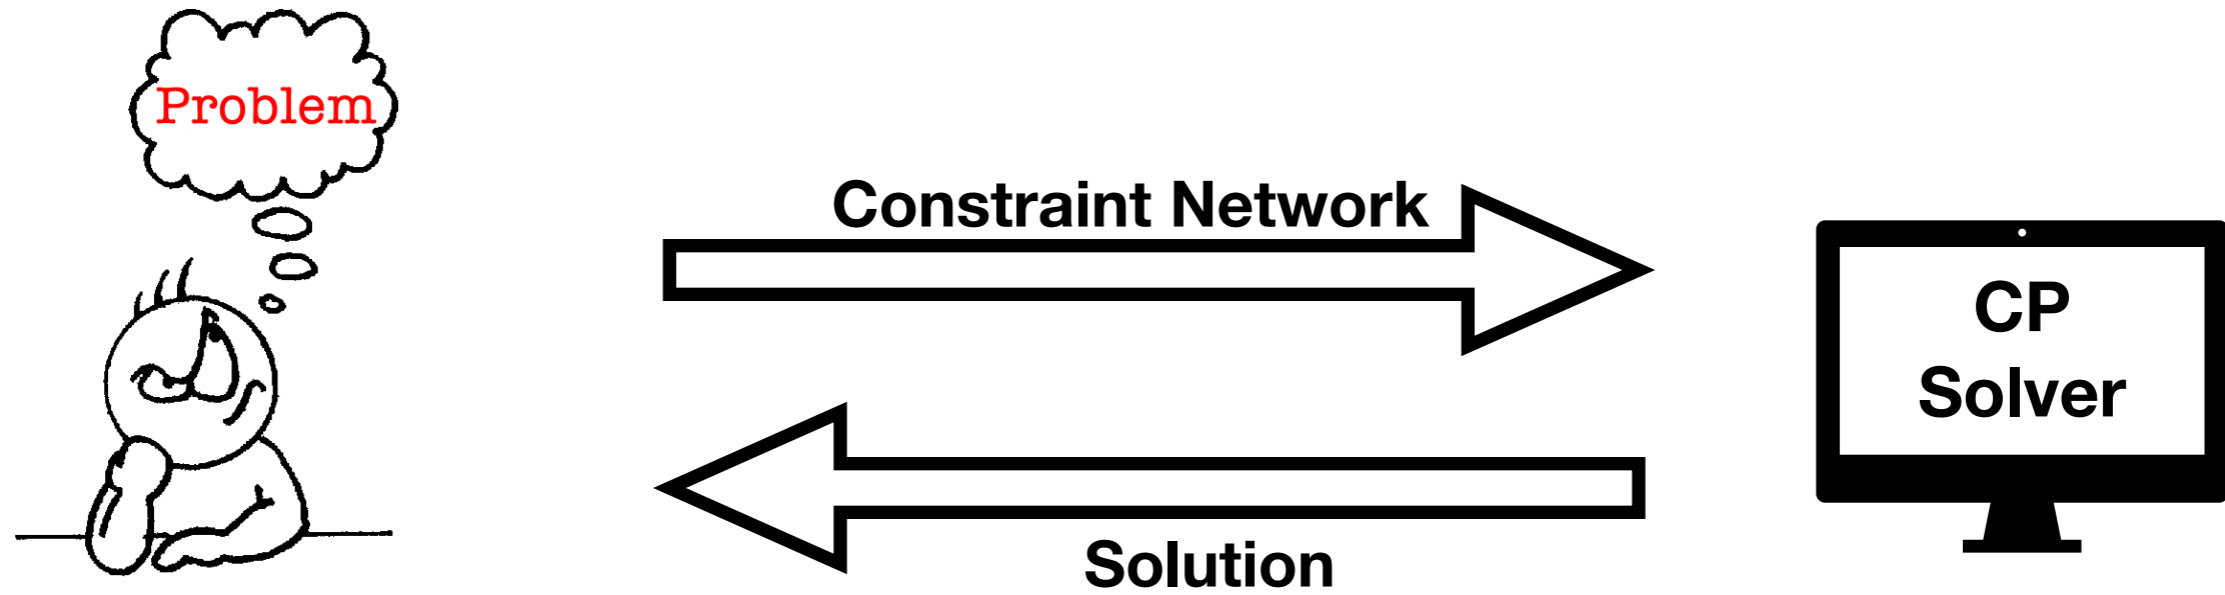 Problem
Constraint Network
CP
Solver
Solution